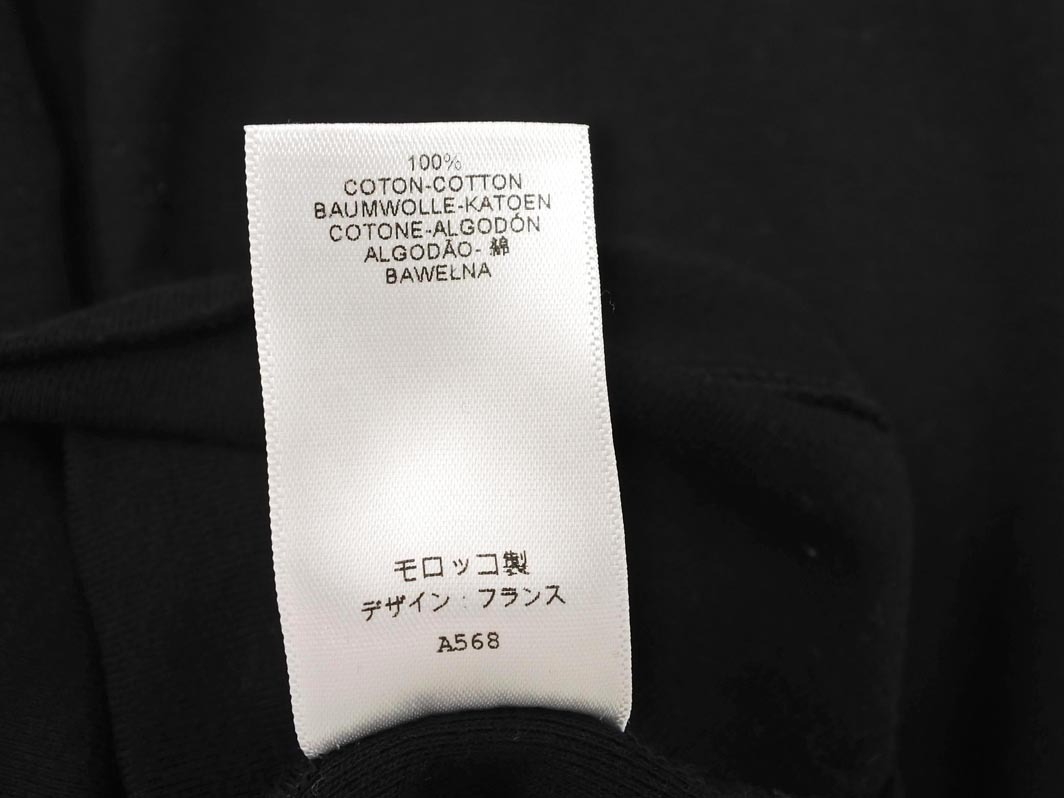 100%
COTON-COTTON
BAUMWOLLE-KATOEN
COTONE-ALGODÓN
ALGODÃO- 綿
BAWEŁNA
モロッコ製
デザイン : フランス
A568